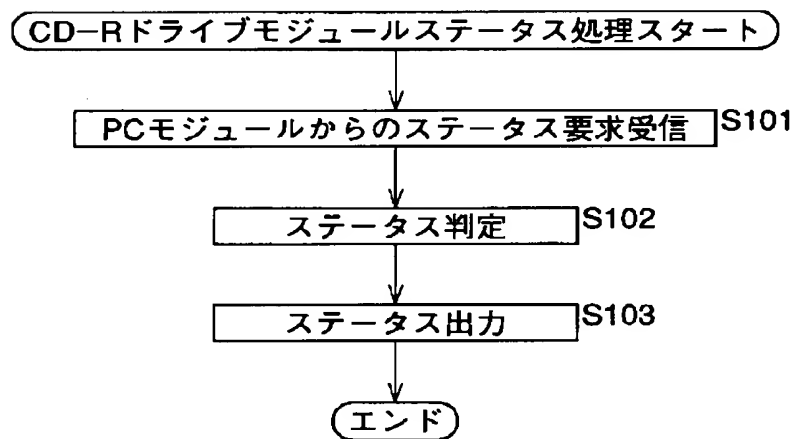 CD-Rドライブモジュールステータス処理スタート
PCモジュールからのステータス要求受信 S101
ステータス判定 S102
ステータス出力 S103
エンド